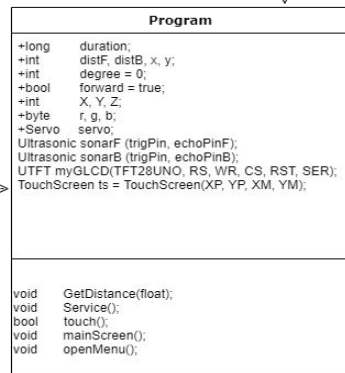 Program
+long duration;
+int distF, distB, x, y;
+int degree = 0;
+bool forward = true;
+int X, Y, Z;
+byte r, g, b;
+Servo servo;
Ultrasonic sonarF (trigPin, echoPinF);
Ultrasonic sonarB (trigPin, echoPinB);
UTFT myGLCD(TFT28UNO, RS, WR, CS, RST, SER);
TouchScreen ts = TouchScreen(XP, YP, XM, YM);
void GetDistance(float);
void Service();
bool touch();
void mainScreen();
void openMenu();